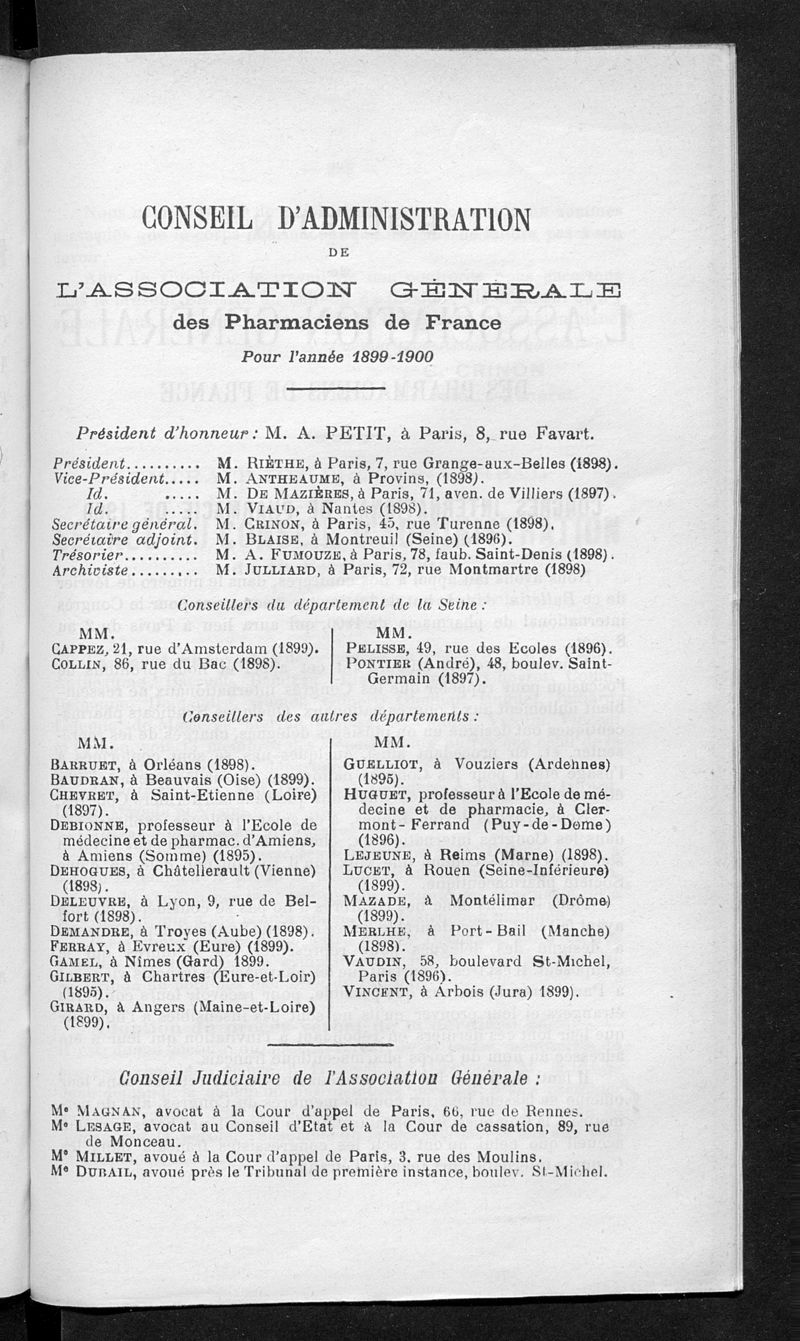 CONSEIL D'ADMINISTRATION
DE
L'ASSOCIATION GÉNÉRALE
des Pharmaciens de France
Pour l'année 1899-1900
Président d'honneur : M. A. PETIT, à Paris, 8, rue Favart.
Président.......... M. RIÈTHE, à Paris, 7, rue Grange-aux-Belles (1898).
Vice-Président..... M. ANTHEAUME, à Provins, (1898).
Id. ..... M. DE MAZIÈRES, à Paris, 71, aven. de Villiers (1897).
Id. ..... M. VIAUD, à Nantes (1898).
Secrétaire général. M. CRINON, à Paris, 45, rue Turenne (1898).
Secrétaire adjoint. M. BLAISE, à Montreuil (Seine) (1896).
Trésorier.......... M. A. FUMOUZE, à Paris, 78, faub. Saint-Denis (1898).
Archiviste......... M. JULLIARD, à Paris, 72, rue Montmartre (1898)
Conseillers du département de la Seine :
MM.
CAPPEZ, 21, rue d'Amsterdam (1899).
COLLIN, 86, rue du Bac (1898).
MM.
PELISSE, 49, rue des Ecoles (1896).
PONTIER (André), 48, boulev. Saint-
Germain (1897).
Conseillers des autres départements :
MM.
BARRUET, à Orléans (1898).
BAUDRAN, à Beauvais (Oise) (1899).
CHEVRET, à Saint-Etienne (Loire)
(1897).
DEBIONNE, professeur à l'Ecole de
médecine et de pharmac. d'Amiens,
à Amiens (Somme) (1895).
DEHOGUES, à Châtellerault (Vienne)
(1898).
DELEUVRE, à Lyon, 9, rue de Bel-
fort (1898).
DEMANDRE, à Troyes (Aube) (1898).
FERRAY, à Evreux (Eure) (1899).
GAMEL, à Nîmes (Gard) 1899.
GILBERT, à Chartres (Eure-et-Loir)
(1895).
GIRARD, à Angers (Maine-et-Loire)
(1899).
MM.
GUELLIOT, à Vouziers (Ardennes)
(1895).
HUGUET, professeur à l'Ecole de mé-
decine et de pharmacie, à Cler-
mont-Ferrand (Puy-de-Dome)
(1896).
LEJEUNE, à Reims (Marne) (1898).
LUCET, à Rouen (Seine-Inférieure)
(1899).
MAZADE, à Montélimar (Drôme)
(1899).
MERLHE, à Port-Bail (Manche)
(1898).
VAUDIN, 58, boulevard St-Michel,
Paris (1896).
VINCENT, à Arbois (Jura) 1899).
Conseil Judiciaire de l'Association Générale :
Me MAGNAN, avocat à la Cour d'appel de Paris, 66, rue de Rennes.
Me LESAGE, avocat au Conseil d'Etat et à la Cour de cassation, 89, rue
de Monceau.
Me MILLET, avoué à la Cour d'appel de Paris, 3, rue des Moulins.
Me DUBAIL, avoué près le Tribunal de première instance, boulev. St-Michel.